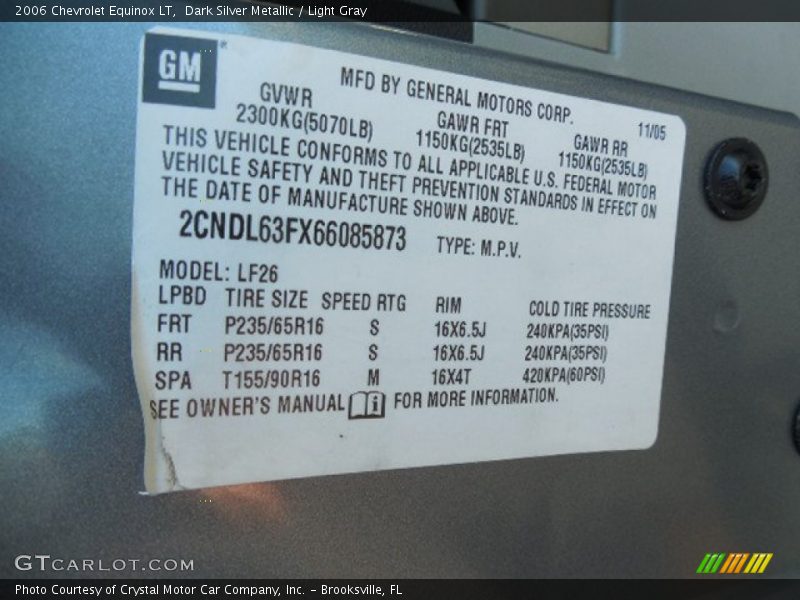 2006 Chevrolet Equinox LT, Dark Silver Metallic / Light Gray
GM
MFD BY GENERAL MOTORS CORP.
11/05
GVWR GAWR FRT GAWR RR
2300KG(5070LB) 1150KG(2535LB) 1150KG(2535LB)
THIS VEHICLE CONFORMS TO ALL APPLICABLE U.S. FEDERAL MOTOR
VEHICLE SAFETY AND THEFT PREVENTION STANDARDS IN EFFECT ON
THE DATE OF MANUFACTURE SHOWN ABOVE.
2CNDL63FX66085873 TYPE: M.P.V.
MODEL: LF26
LPBD TIRE SIZE SPEED RTG RIM COLD TIRE PRESSURE
FRT P235/65R16 S 16X6.5J 240KPA(35PSI)
RR P235/65R16 S 16X6.5J 240KPA(35PSI)
SPA T155/90R16 M 16X4T 420KPA(60PSI)
SEE OWNER'S MANUAL i FOR MORE INFORMATION.
GTCARLOT.COM
Photo Courtesy of Crystal Motor Car Company, Inc. – Brooksville, FL